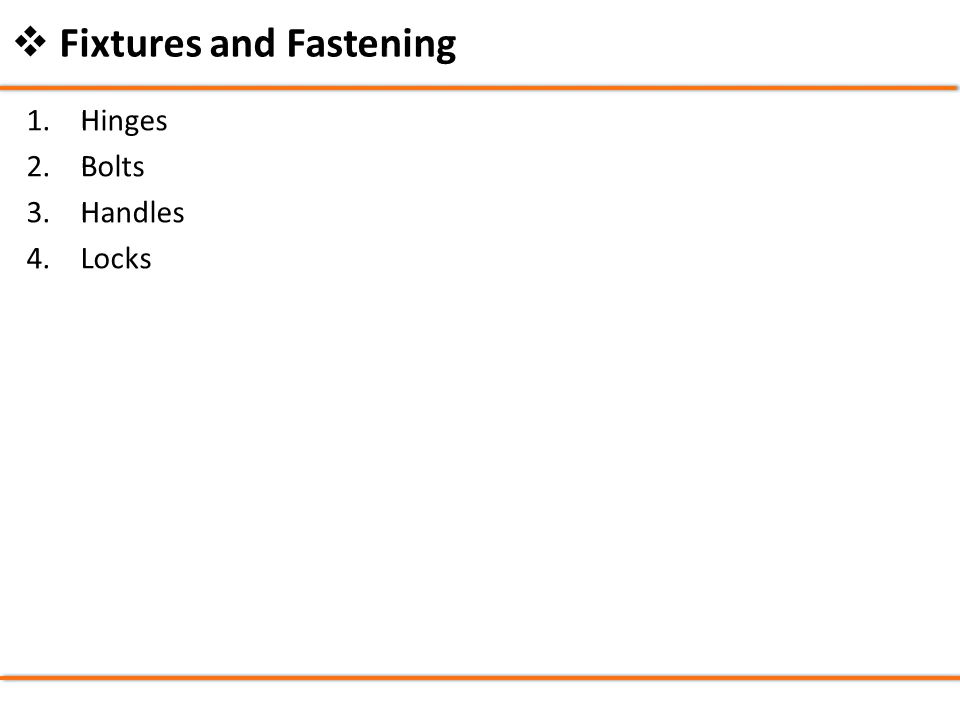 ❖ Fixtures and Fastening
1. Hinges
2. Bolts
3. Handles
4. Locks